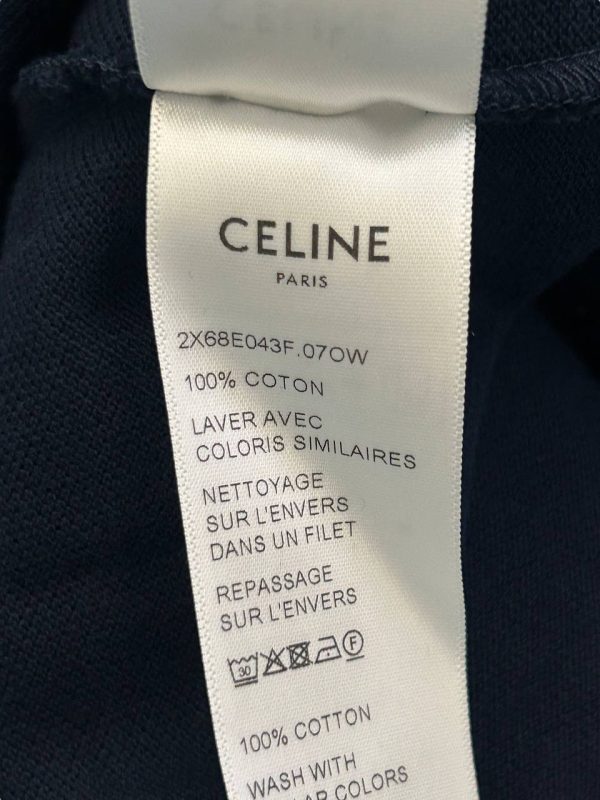 CELINE
PARIS
2X68E043F.07OW
100% COTON
LAVER AVEC
COLORIS SIMILAIRES
NETTOYAGE
SUR L'ENVERS
DANS UN FILET
REPASSAGE
SUR L'ENVERS
30 F
100% COTTON
WASH WITH
COLORS